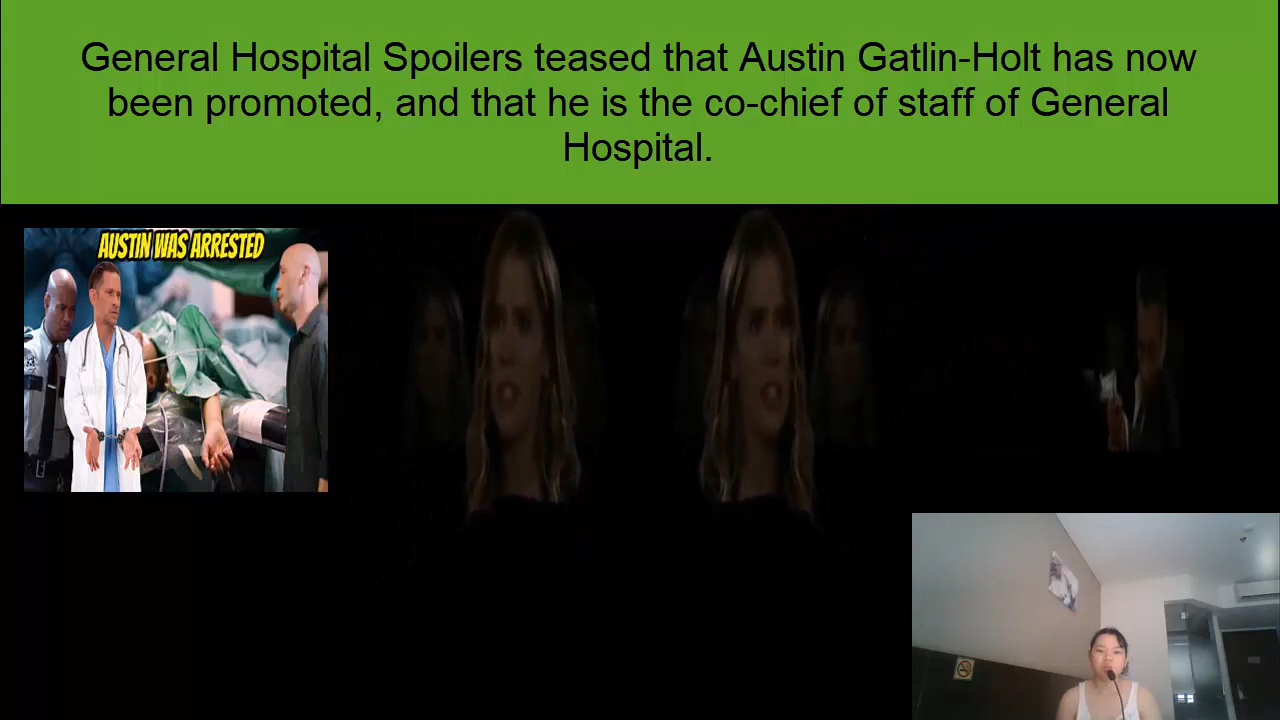 General Hospital Spoilers teased that Austin Gatlin-Holt has now
been promoted, and that he is the co-chief of staff of General
Hospital.
AUSTIN WAS ARRESTED